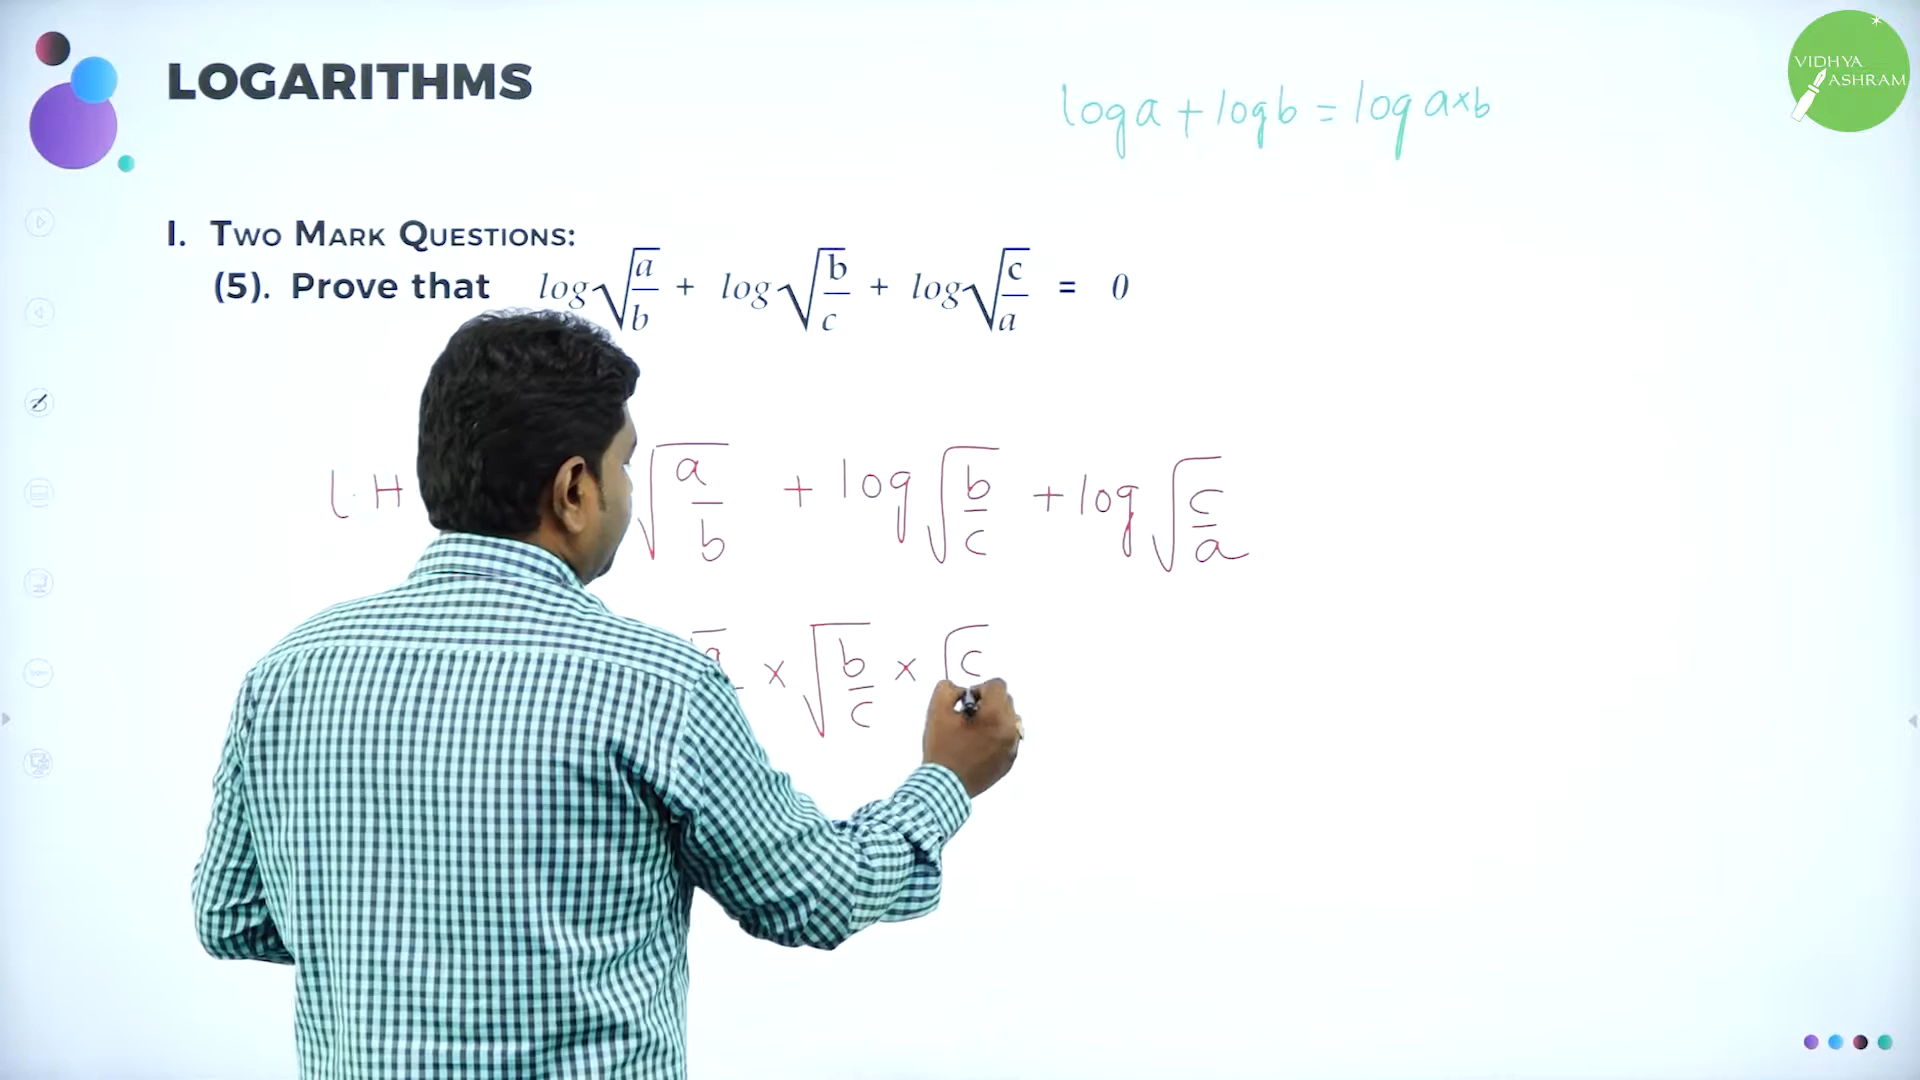 LOGARITHMS
VIDHYA
ASHRAM
log a + log b = log a×b
I. TWO MARK QUESTIONS:
(5). Prove that log√(a/b) + log√(b/c) + log√(c/a) = 0
L.H √(a/b) + log√(b/c) + log√(c/a)
× √(b/c) × √c